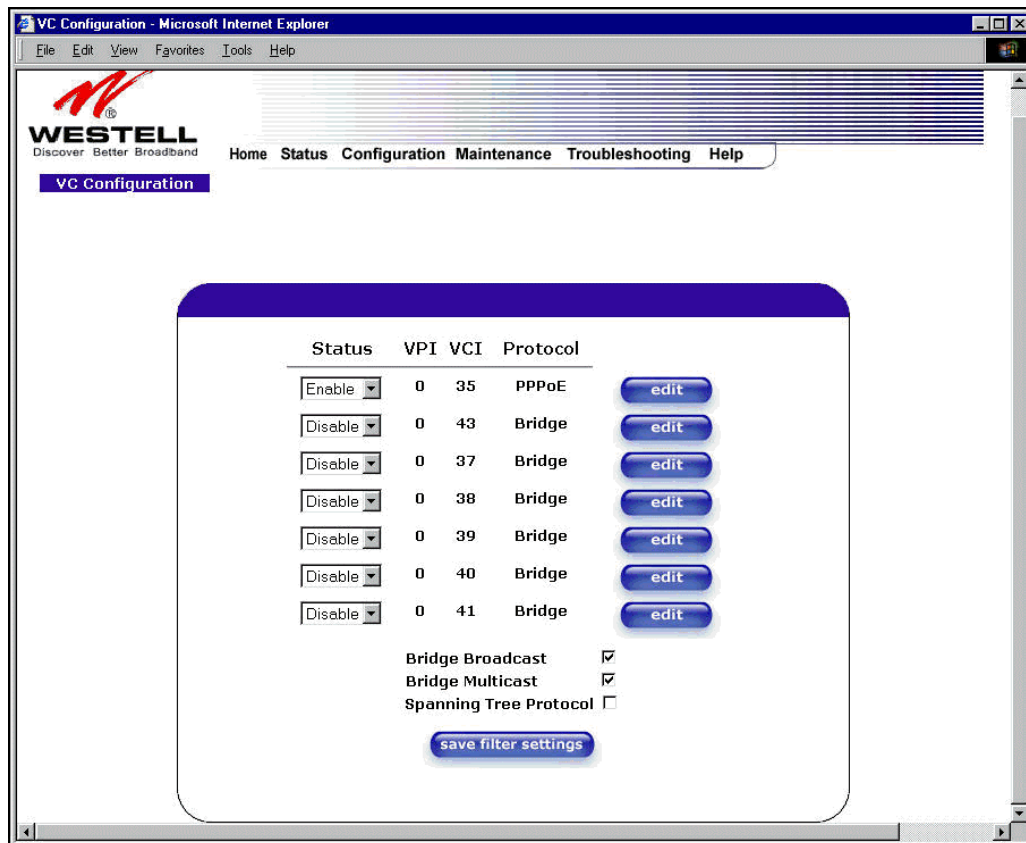 VC Configuration - Microsoft Internet Explorer
File Edit View Favorites Tools Help
®
WESTELL
Discover Better Broadband
Home Status Configuration Maintenance Troubleshooting Help
VC Configuration
Status VPI VCI Protocol
Enable 0 35 PPPoE edit
Disable 0 43 Bridge edit
Disable 0 37 Bridge edit
Disable 0 38 Bridge edit
Disable 0 39 Bridge edit
Disable 0 40 Bridge edit
Disable 0 41 Bridge edit
Bridge Broadcast
Bridge Multicast
Spanning Tree Protocol
save filter settings